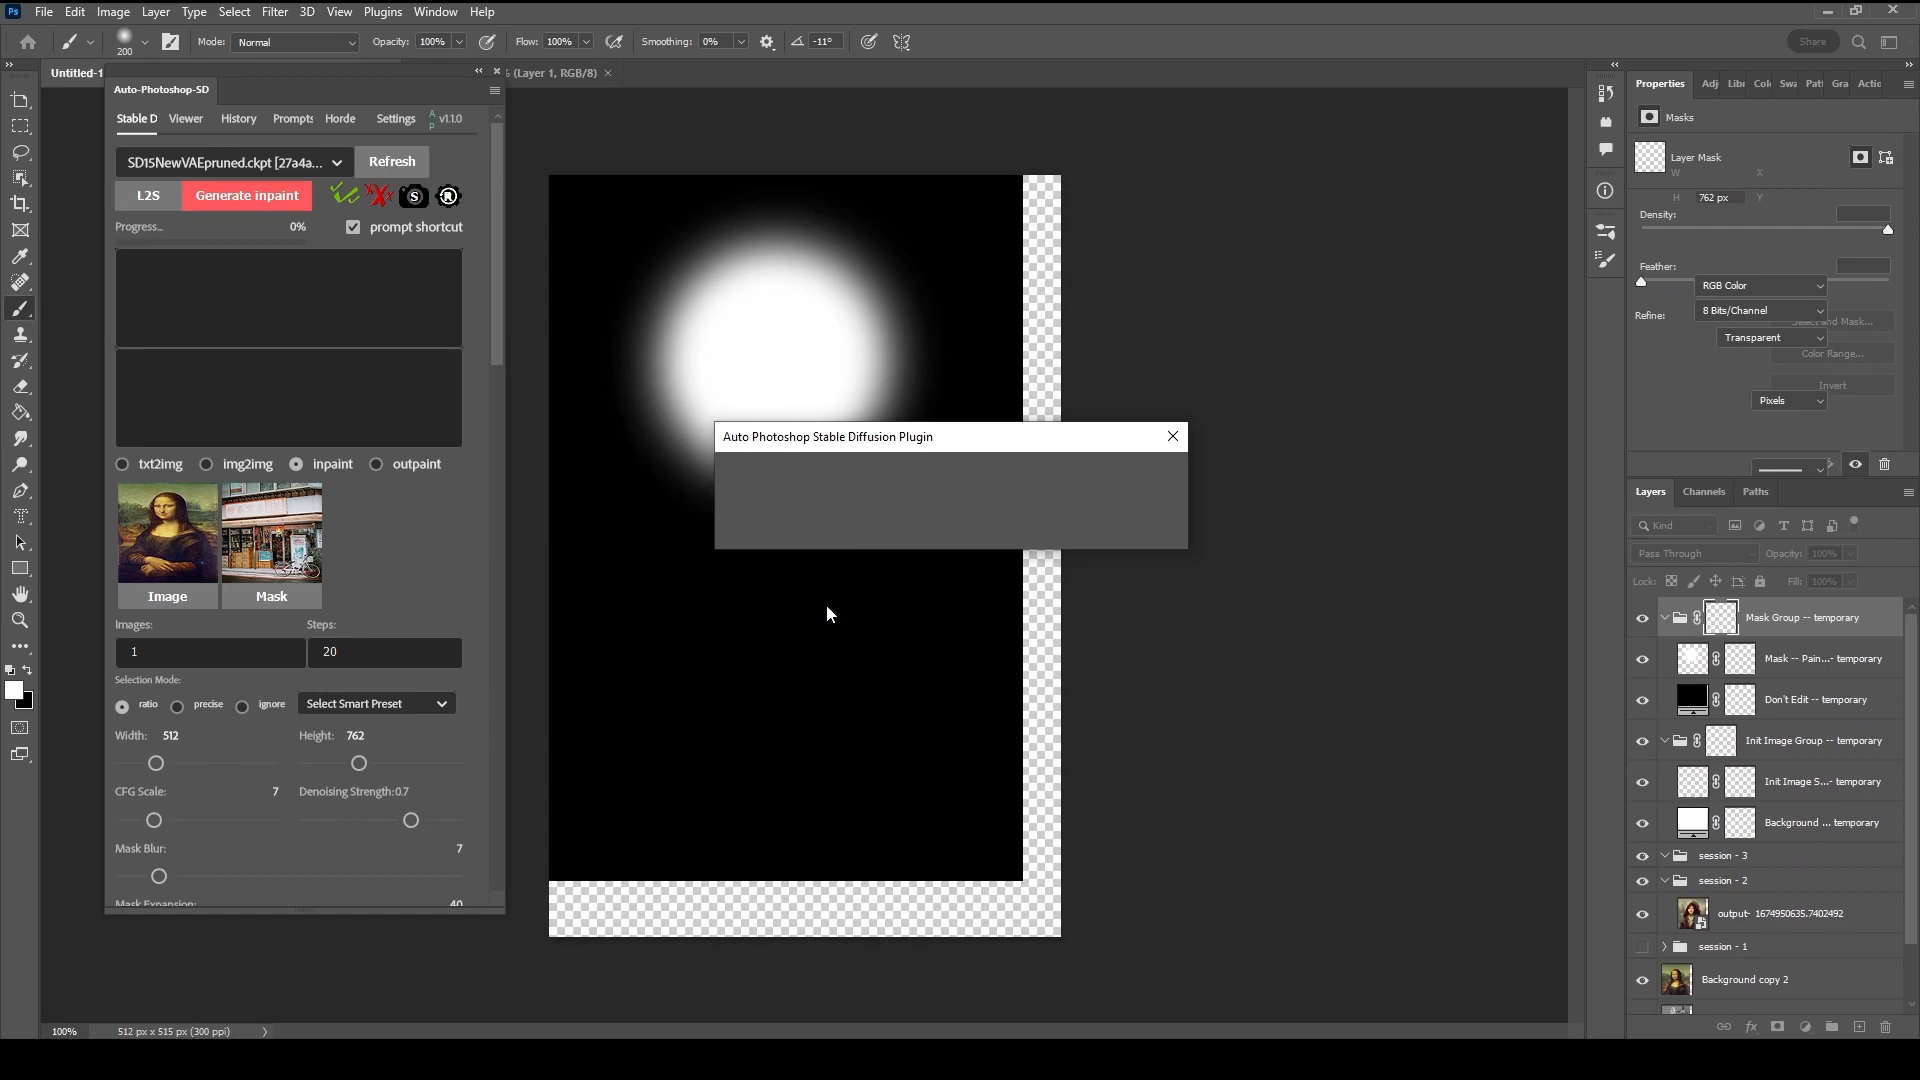 Ps File Edit Image Layer Type Select Filter 3D View Plugins Window Help
200 Mode: Normal Opacity: 100% Flow: 100% Smoothing: 0% -11° Share
Untitled-1 % (Layer 1, RGB/8)
Auto-Photoshop-SD
Stable D Viewer History Prompts Horde Settings v1.1.0
SD15NewVAEpruned.ckpt [27a4a... Refresh
L2S Generate inpaint S R
Progress... 0% prompt shortcut
txt2img img2img inpaint outpaint
Image Mask
Images: Steps:
1 20
Selection Mode:
ratio precise ignore Select Smart Preset
Width: 512 Height: 762
CFG Scale: 7 Denoising Strength:0.7
Mask Blur: 7
Mask Expansion: 40
Auto Photoshop Stable Diffusion Plugin
100% 512 px x 515 px (300 ppi)
Properties Adj Libr Col Swa Pat Gra Actic
Masks
Layer Mask
W X
H 762 px Y
Density:
Feather:
RGB Color
Refine: 8 Bits/Channel
Select and Mask...
Transparent
Color Range...
Invert
Pixels
Layers Channels Paths
Kind
Pass Through Opacity: 100%
Lock: Fill: 100%
Mask Group -- temporary
Mask -- Pain...- temporary
Don't Edit -- temporary
Init Image Group -- temporary
Init Image S...- temporary
Background ... temporary
session - 3
session - 2
output- 1674950635.7402492
session - 1
Background copy 2
fx